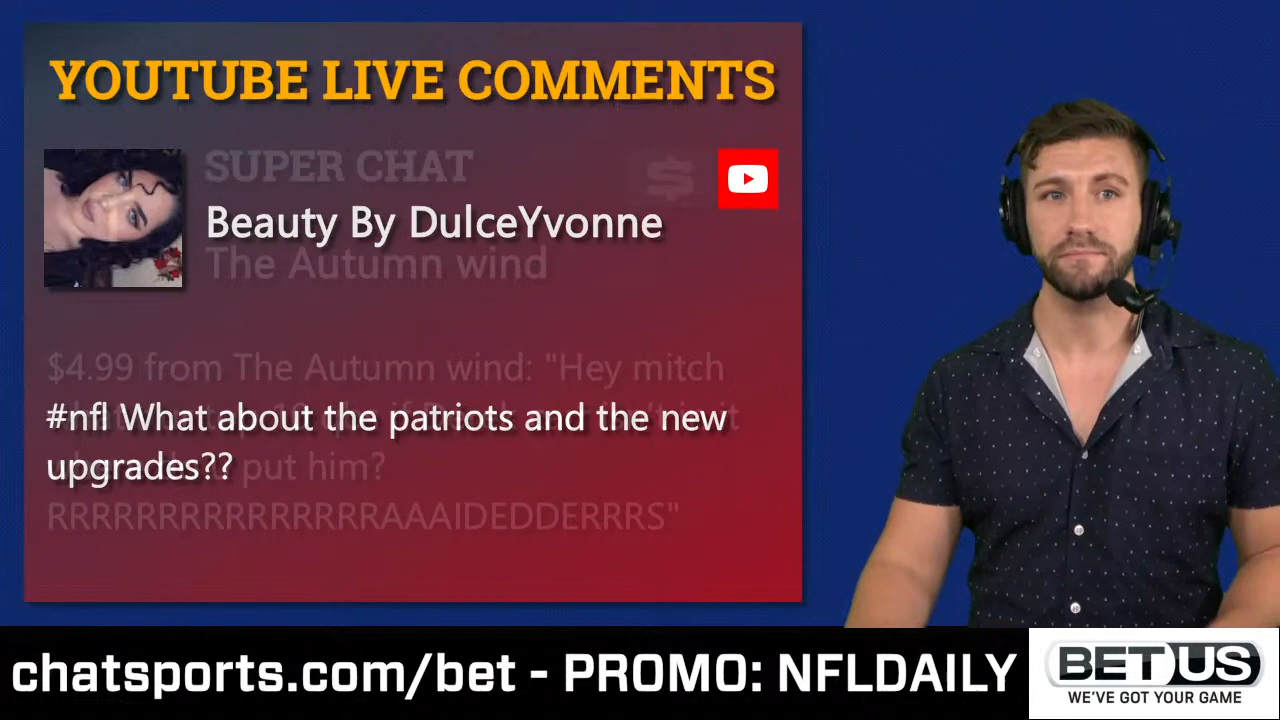 YOUTUBE LIVE COMMENTS
SUPER CHAT
$
Beauty By DulceYvonne
The Autumn wind
$4.99 from The Autumn wind: "Hey mitch
#nfl What about the patriots and the new
upgrades??
put him?
RRRRRRRRRRRRRRRAAAIDEDDERRRS"
chatsports.com/bet - PROMO: NFLDAILY
BETUS
WE'VE GOT YOUR GAME